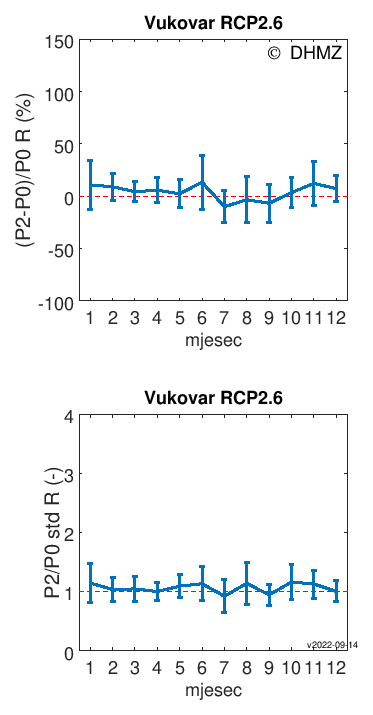 Vukovar RCP2.6
© DHMZ
150
100
50
0
-50
-100
(P2-P0)/P0 R (%)
1 2 3 4 5 6 7 8 9 10 11 12
mjesec
Vukovar RCP2.6
4
3
2
1
0
P2/P0 std R (-)
v2022-09-14
1 2 3 4 5 6 7 8 9 10 11 12
mjesec